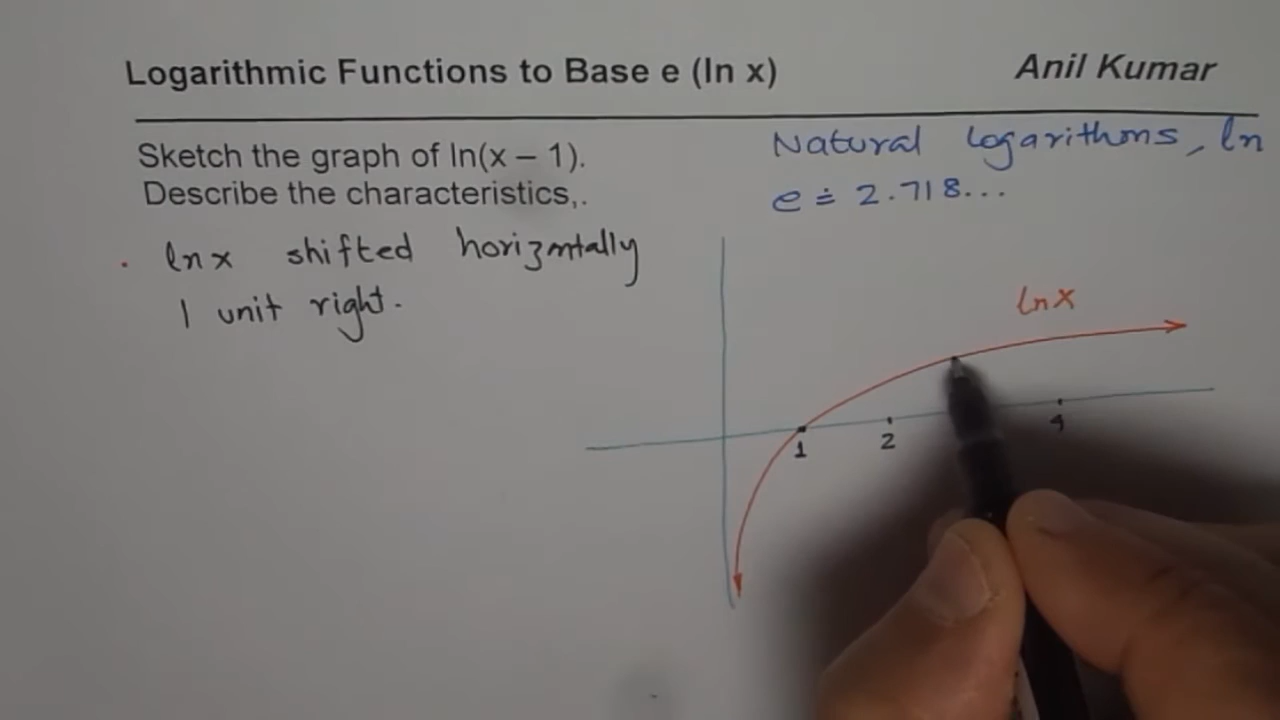 Logarithmic Functions to Base e (ln x) Anil Kumar
Sketch the graph of ln(x – 1).
Describe the characteristics,.
Natural logarithms, ln
e ≐ 2.718...
· ln x shifted horizontally
1 unit right.
ln x
1 2 4